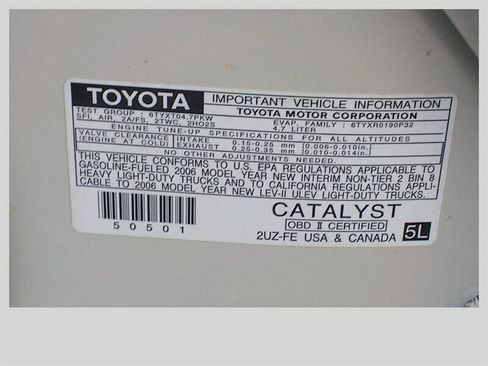 TOYOTA IMPORTANT VEHICLE INFORMATION
TOYOTA MOTOR CORPORATION
TEST GROUP : 6TYXT04.7PKW EVAP. FAMILY : 6TYXR0190P32
SFI, AIR, 2A/FS, 2TWC, 2HO2S 4.7 LITER
ENGINE TUNE-UP SPECIFICATIONS FOR ALL ALTITUDES
VALVE CLEARANCE INTAKE 0.15-0.25 mm (0.006-0.010in.)
(ENGINE AT COLD) EXHAUST 0.25-0.35 mm (0.010-0.014in.)
NO OTHER ADJUSTMENTS NEEDED.
THIS VEHICLE CONFORMS TO U.S. EPA REGULATIONS APPLICABLE TO
GASOLINE-FUELED 2006 MODEL YEAR NEW INTERIM NON-TIER 2 BIN 8
HEAVY LIGHT-DUTY TRUCKS AND TO CALIFORNIA REGULATIONS APPLI-
CABLE TO 2006 MODEL YEAR NEW LEV-II ULEV LIGHT-DUTY TRUCKS.
CATALYST
OBD II CERTIFIED
50501
2UZ-FE USA & CANADA 5L